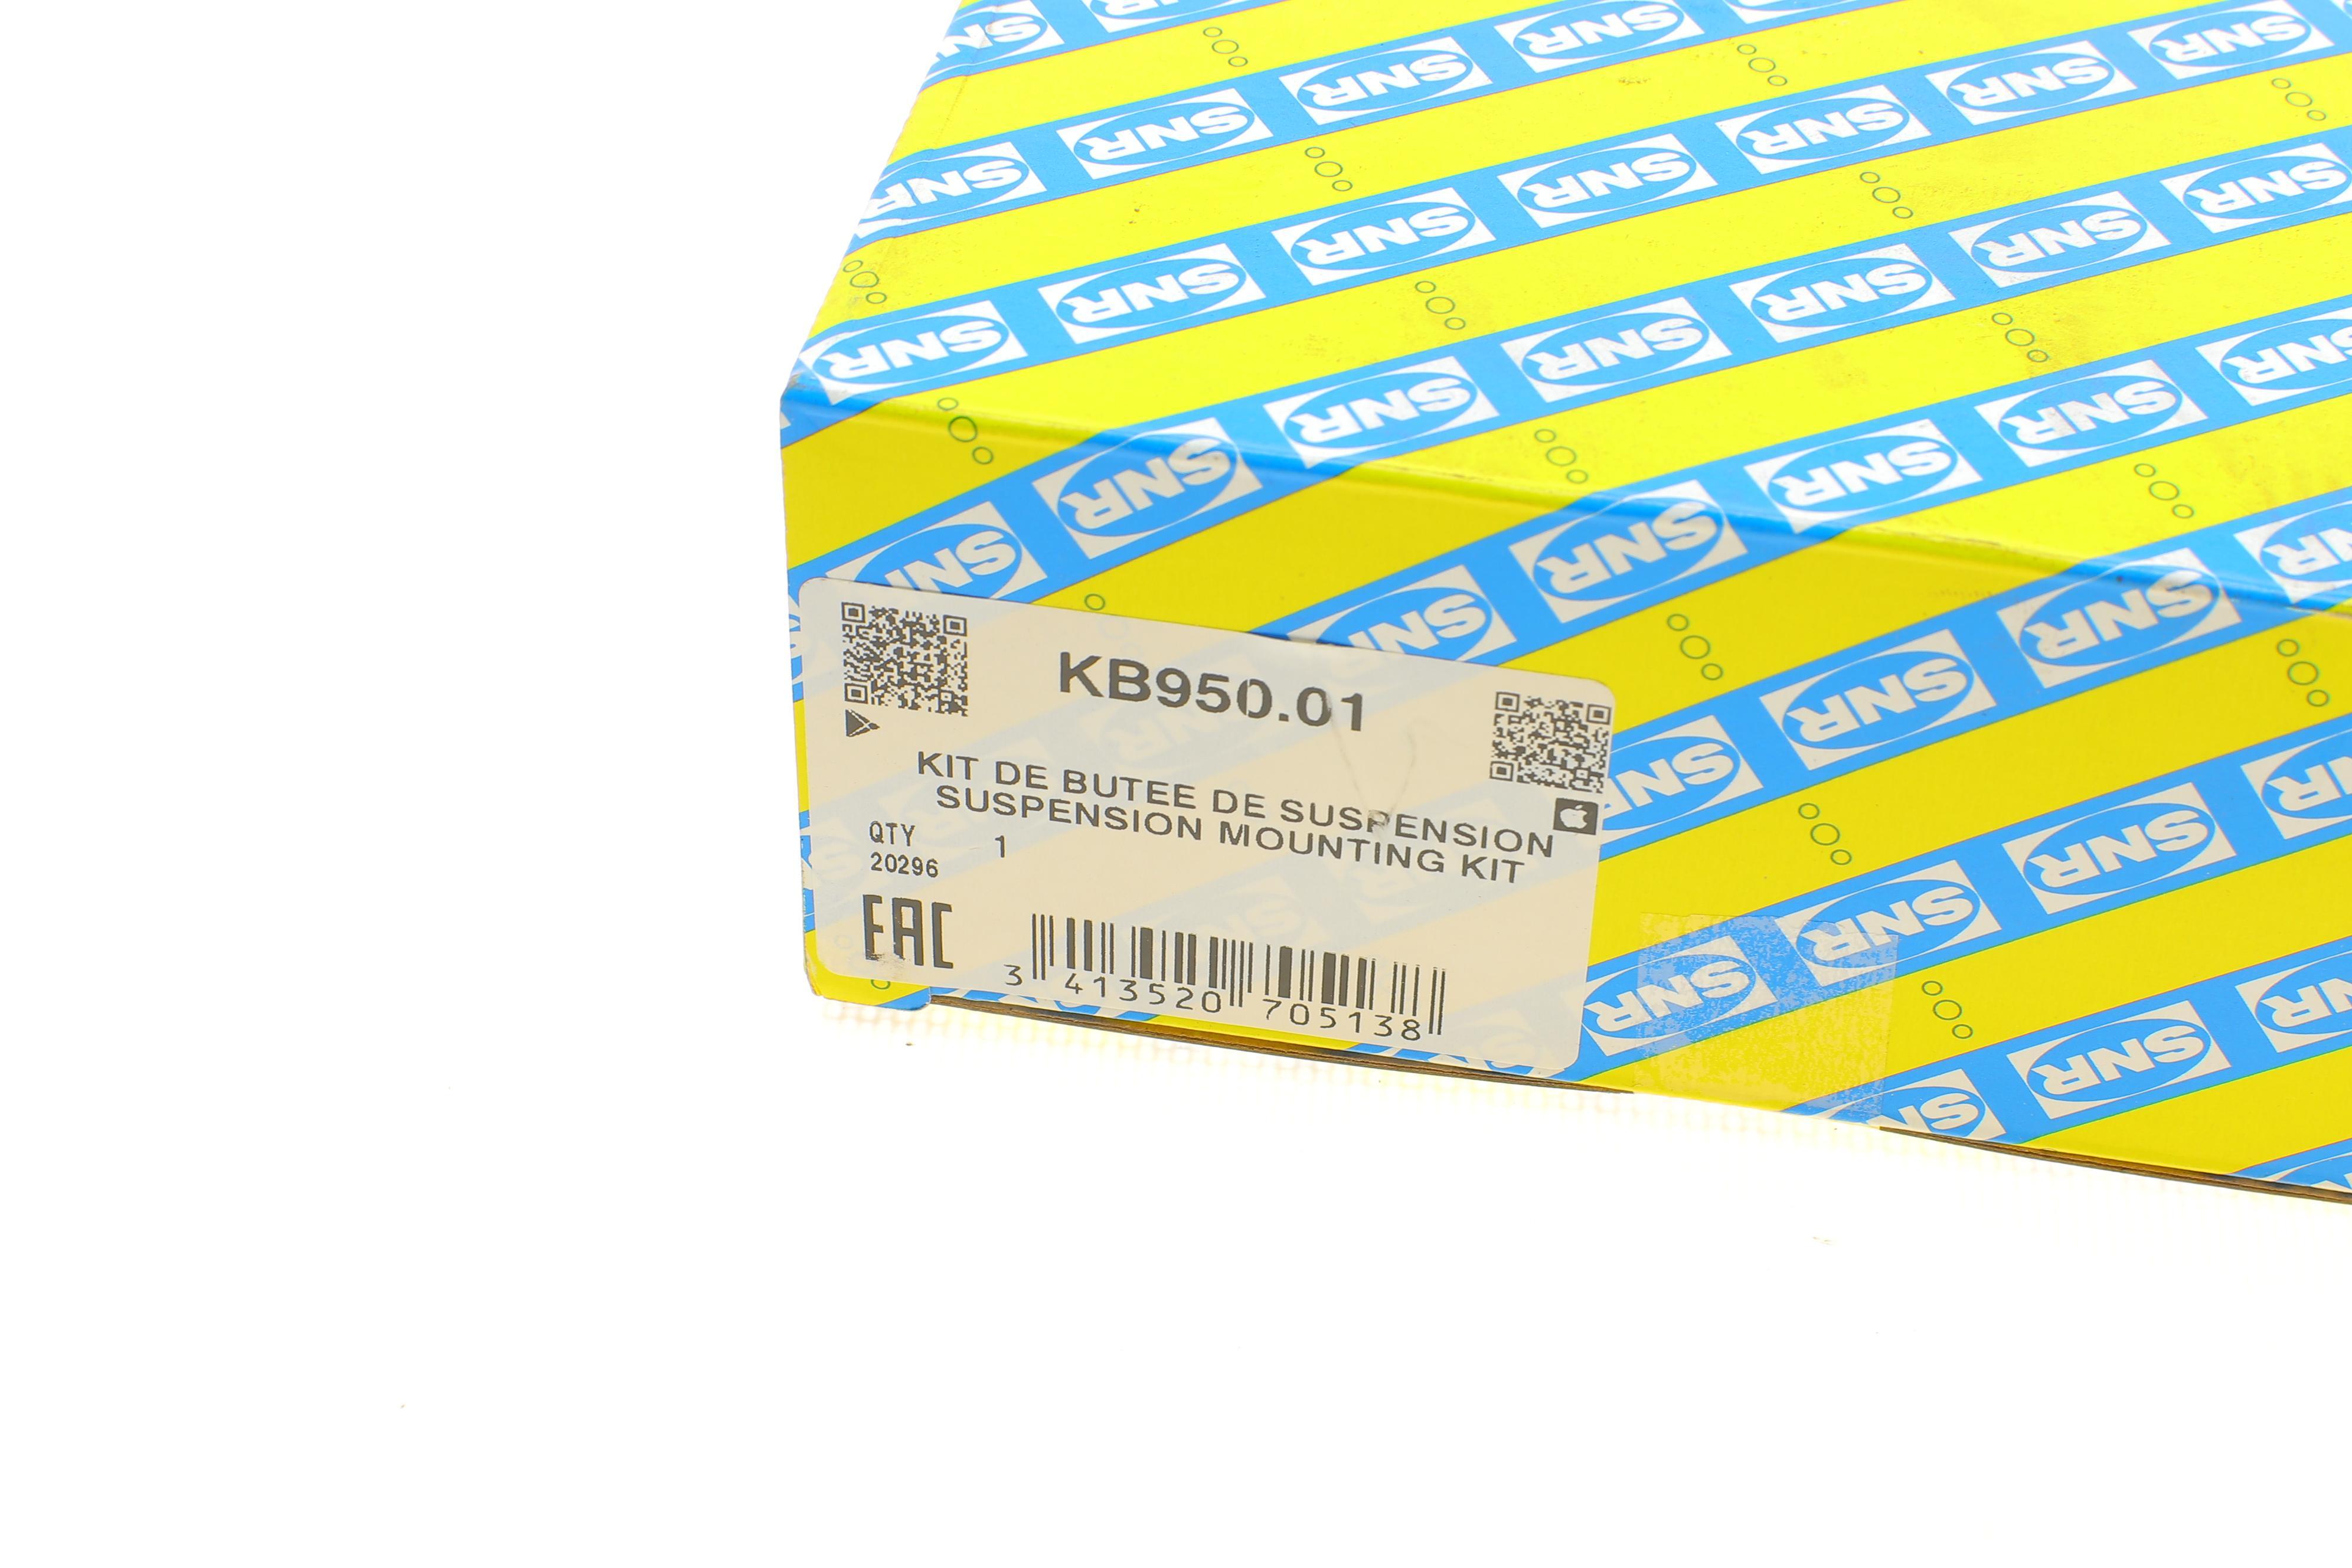 SNR
KB950.01
KIT DE BUTEE DE SUSPENSION
SUSPENSION MOUNTING KIT
QTY 1
20296
EAC
3 413520 705138